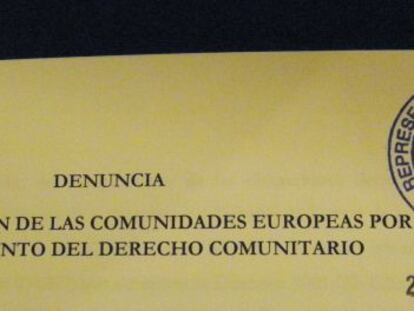 DENUNCIA
N DE LAS COMUNIDADES EUROPEAS POR
NTO DEL DERECHO COMUNITARIO
REPRESE
2